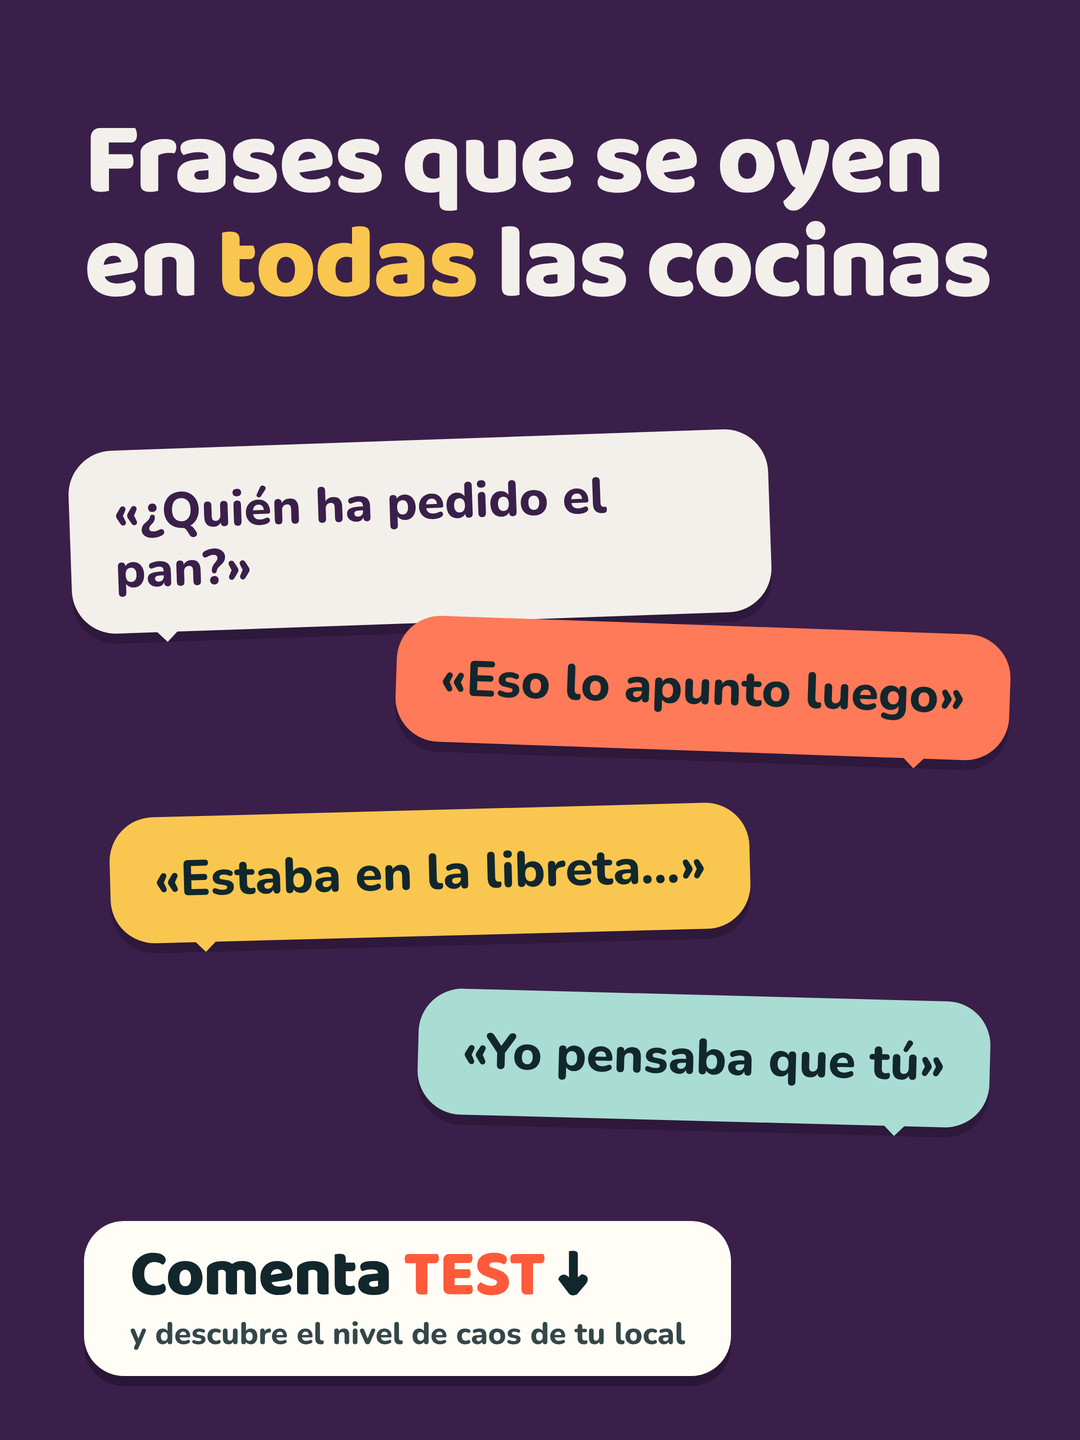 Frases que se oyen
en todas las cocinas
«¿Quién ha pedido el
pan?»
«Eso lo apunto luego»
«Estaba en la libreta...»
«Yo pensaba que tú»
Comenta TEST ↓
y descubre el nivel de caos de tu local